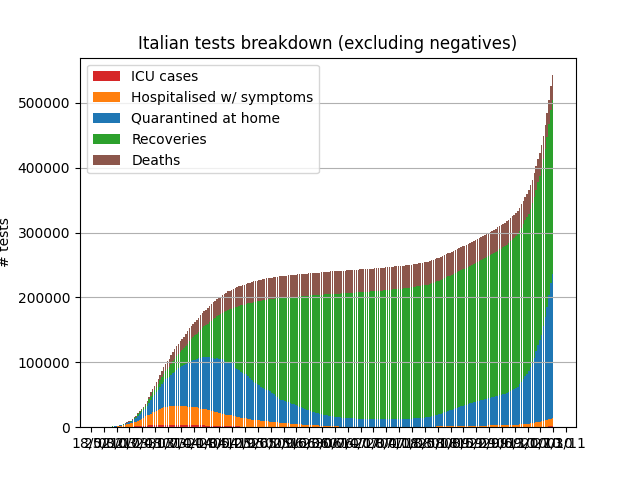 Italian tests breakdown (excluding negatives)
ICU cases
Hospitalised w/ symptoms
Quarantined at home
Recoveries
Deaths
500000
400000
300000
200000
100000
0
# tests